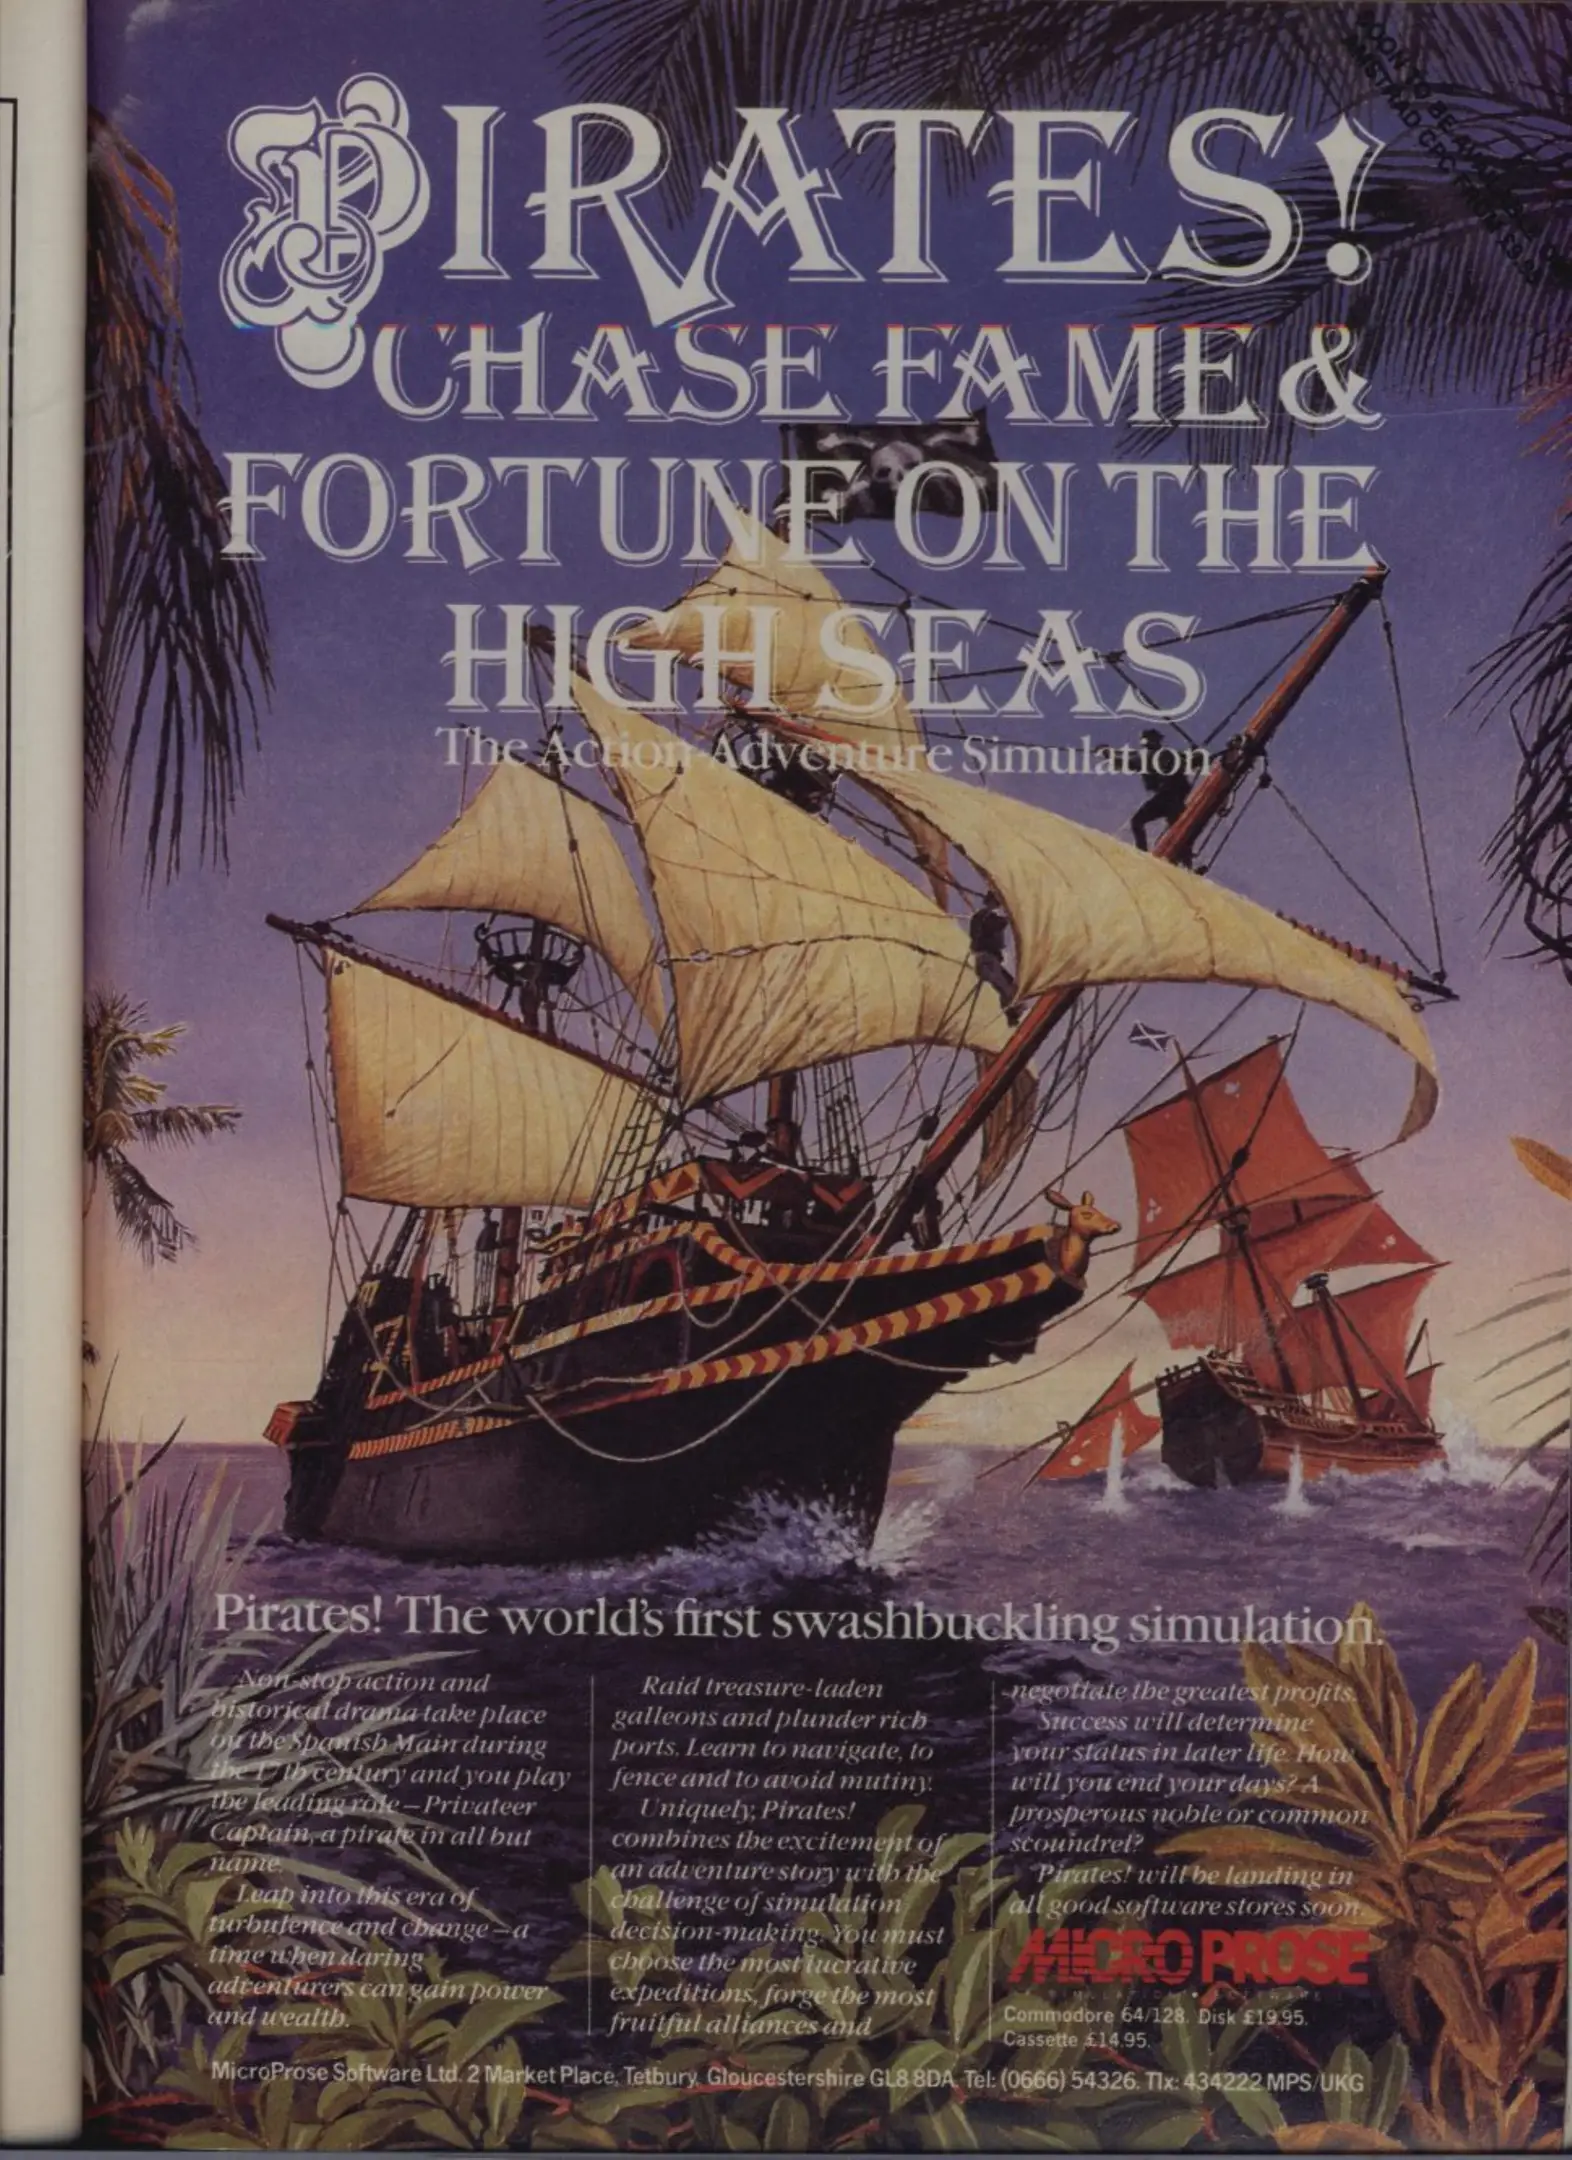 PIRATES!
CHASE FAME &
FORTUNE ON THE
HIGH SEAS
The Action-Adventure Simulation
Pirates! The world's first swashbuckling simulation.
Non-stop action and
historical drama take place
on the Spanish Main during
the 17th century and you play
the leading role – Privateer
Captain, a pirate in all but
name.
Leap into this era of
turbulence and change – a
time when daring
adventurers can gain power
and wealth.
Raid treasure-laden
galleons and plunder rich
ports. Learn to navigate, to
fence and to avoid mutiny.
Uniquely, Pirates!
combines the excitement of
an adventure story with the
challenge of simulation
decision-making. You must
choose the most lucrative
expeditions, forge the most
fruitful alliances and
negotiate the greatest profits.
Success will determine
your status in later life. How
will you end your days? A
prosperous noble or common
scoundrel?
Pirates! will be landing in
all good software stores soon.
MICRO PROSE
SIMULATION • SOFTWARE
Commodore 64/128. Disk £19.95.
Cassette £14.95.
MicroProse Software Ltd. 2 Market Place, Tetbury, Gloucestershire GL8 8DA. Tel: (0666) 54326. Tlx: 434222 MPS/UKG
SOON TO BE
AMSTRAD CPC